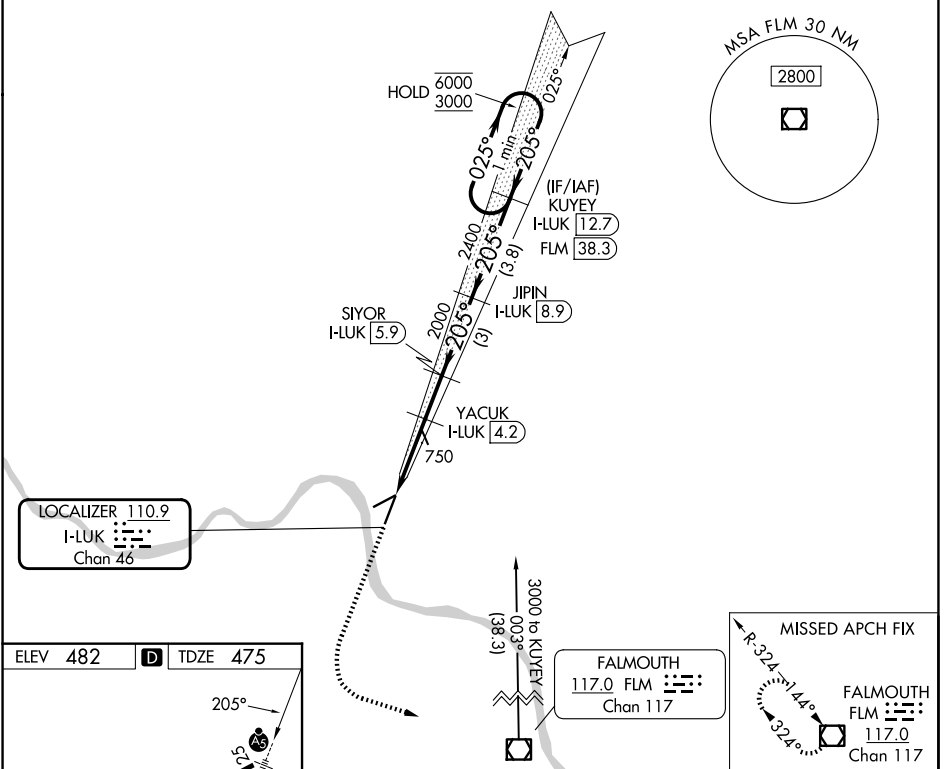 MSA FLM 30 NM
2800
HOLD 6000
3000
025°
025°
1 min
205°
(IF/IAF)
KUYEY
I-LUK 12.7
FLM 38.3
2400
205°
(3.8)
JIPIN
I-LUK 8.9
SIYOR
I-LUK 5.9
2000
205°
(3)
YACUK
I-LUK 4.2
750
LOCALIZER 110.9
I-LUK
Chan 46
3000 to KUYEY
003°
(38.3)
FALMOUTH
117.0 FLM
Chan 117
MISSED APCH FIX
R-324
144°
324°
FALMOUTH
FLM
117.0
Chan 117
ELEV 482 D TDZE 475
205°
A5
25